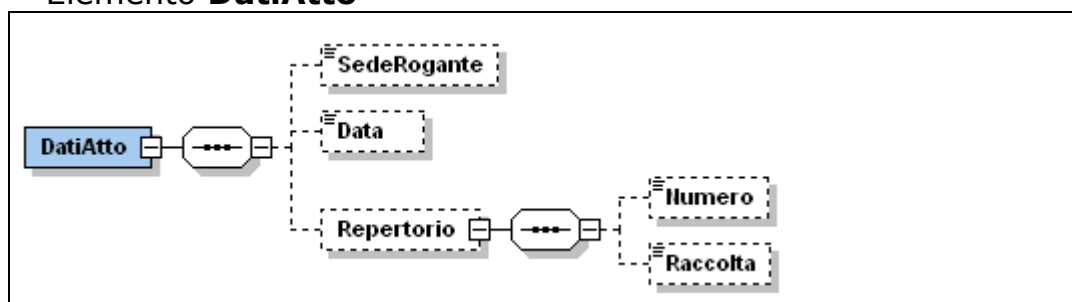 Elemento DatiAtto
SedeRogante
Data
DatiAtto
Repertorio
Numero
Raccolta